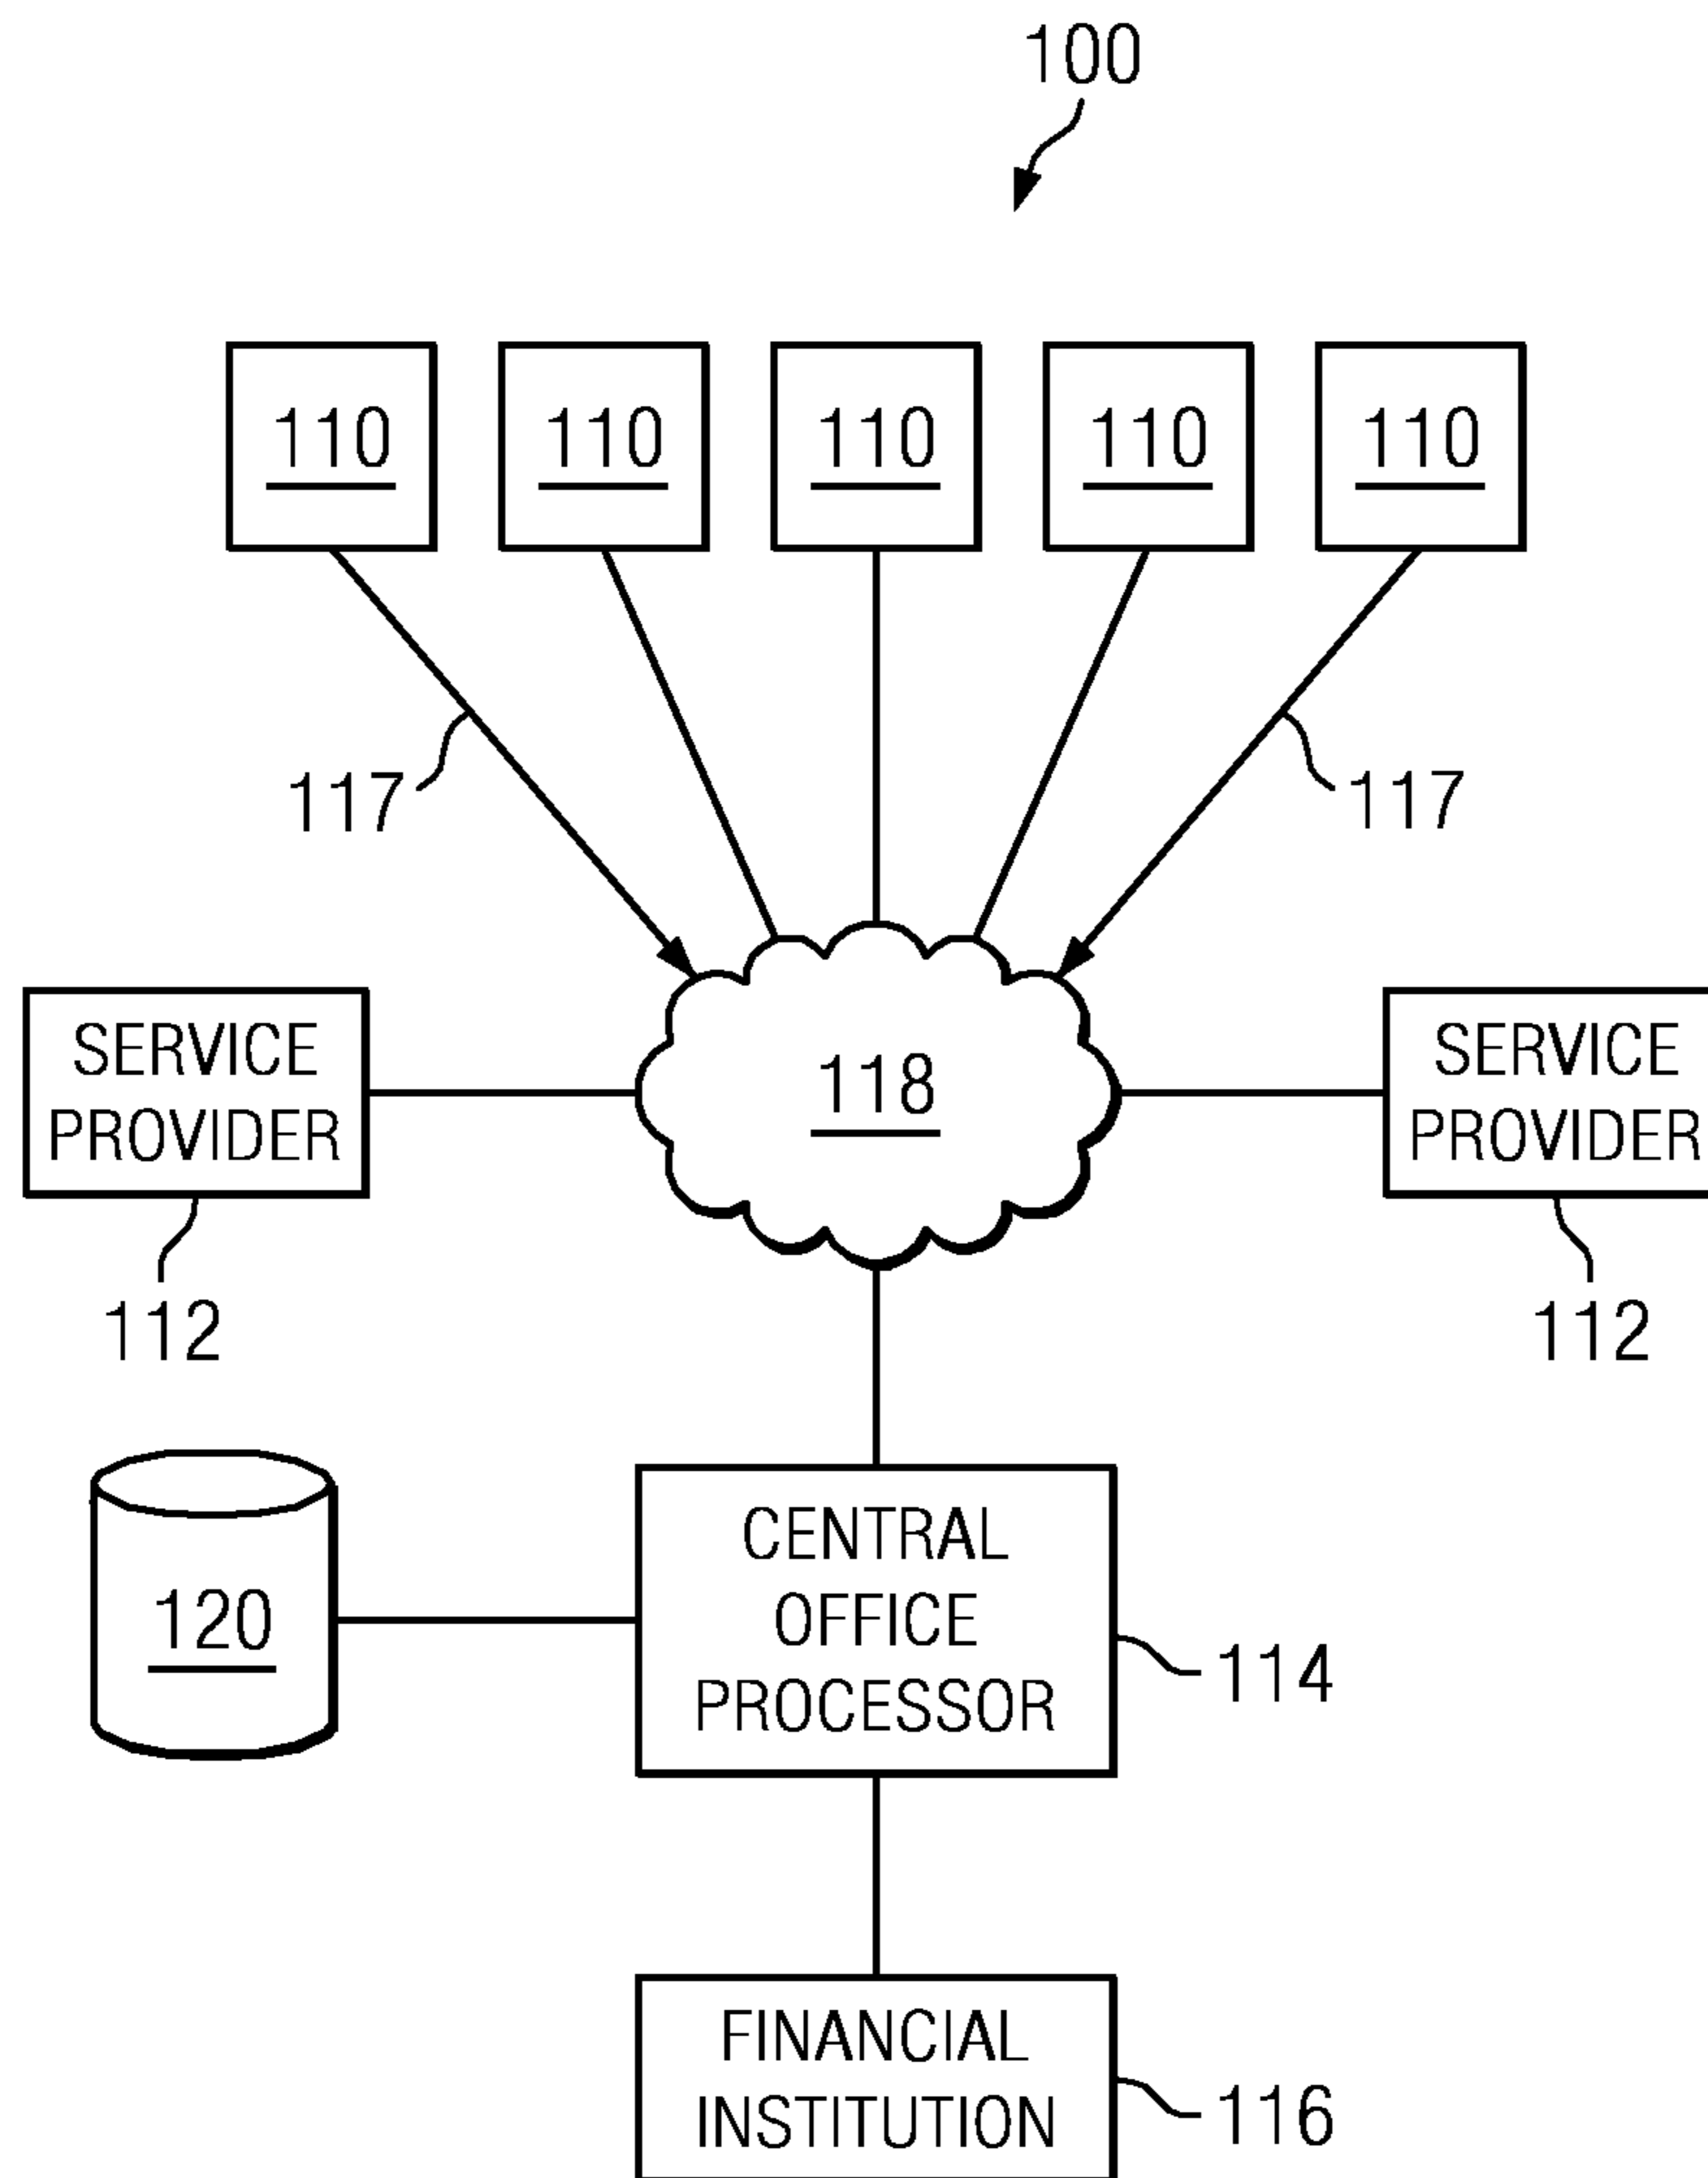 100
110 110 110 110 110
117 117
SERVICE
PROVIDER
118
SERVICE
PROVIDER
112 112
CENTRAL
OFFICE
PROCESSOR
120
114
FINANCIAL
INSTITUTION
116